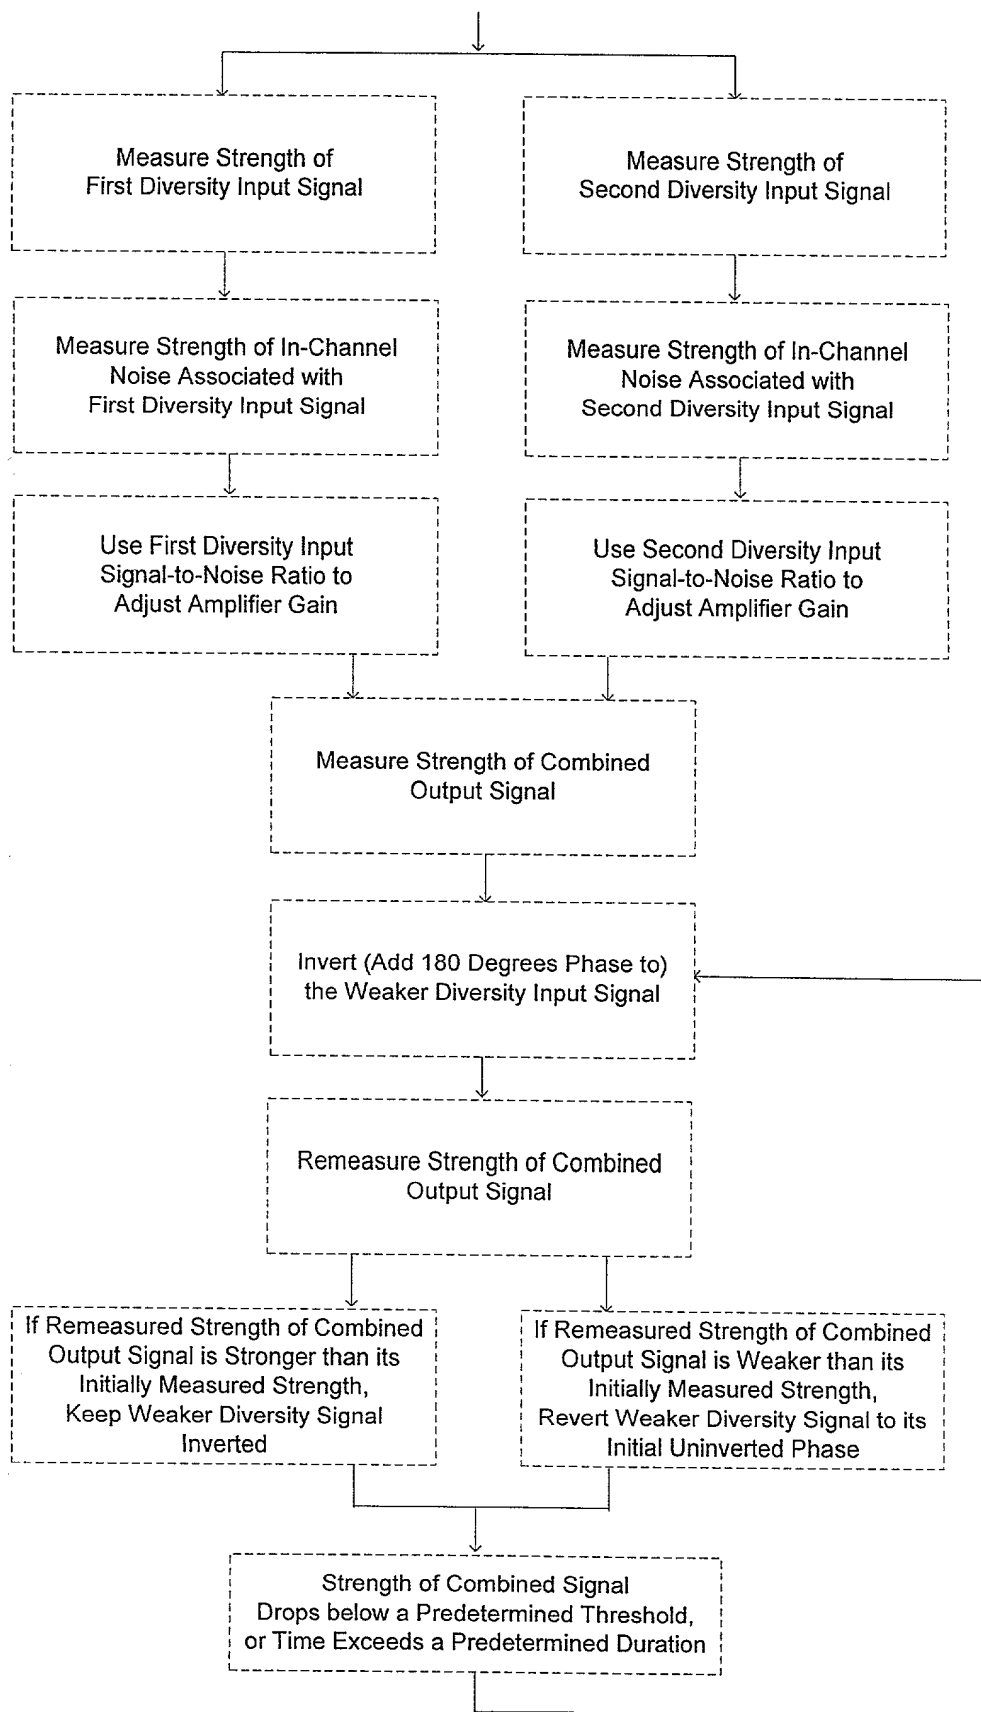 Measure Strength of
First Diversity Input Signal
Measure Strength of
Second Diversity Input Signal
Measure Strength of In-Channel
Noise Associated with
First Diversity Input Signal
Measure Strength of In-Channel
Noise Associated with
Second Diversity Input Signal
Use First Diversity Input
Signal-to-Noise Ratio to
Adjust Amplifier Gain
Use Second Diversity Input
Signal-to-Noise Ratio to
Adjust Amplifier Gain
Measure Strength of Combined
Output Signal
Invert (Add 180 Degrees Phase to)
the Weaker Diversity Input Signal
Remeasure Strength of Combined
Output Signal
If Remeasured Strength of Combined
Output Signal is Stronger than its
Initially Measured Strength,
Keep Weaker Diversity Signal
Inverted
If Remeasured Strength of Combined
Output Signal is Weaker than its
Initially Measured Strength,
Revert Weaker Diversity Signal to its
Initial Uninverted Phase
Strength of Combined Signal
Drops below a Predetermined Threshold,
or Time Exceeds a Predetermined Duration